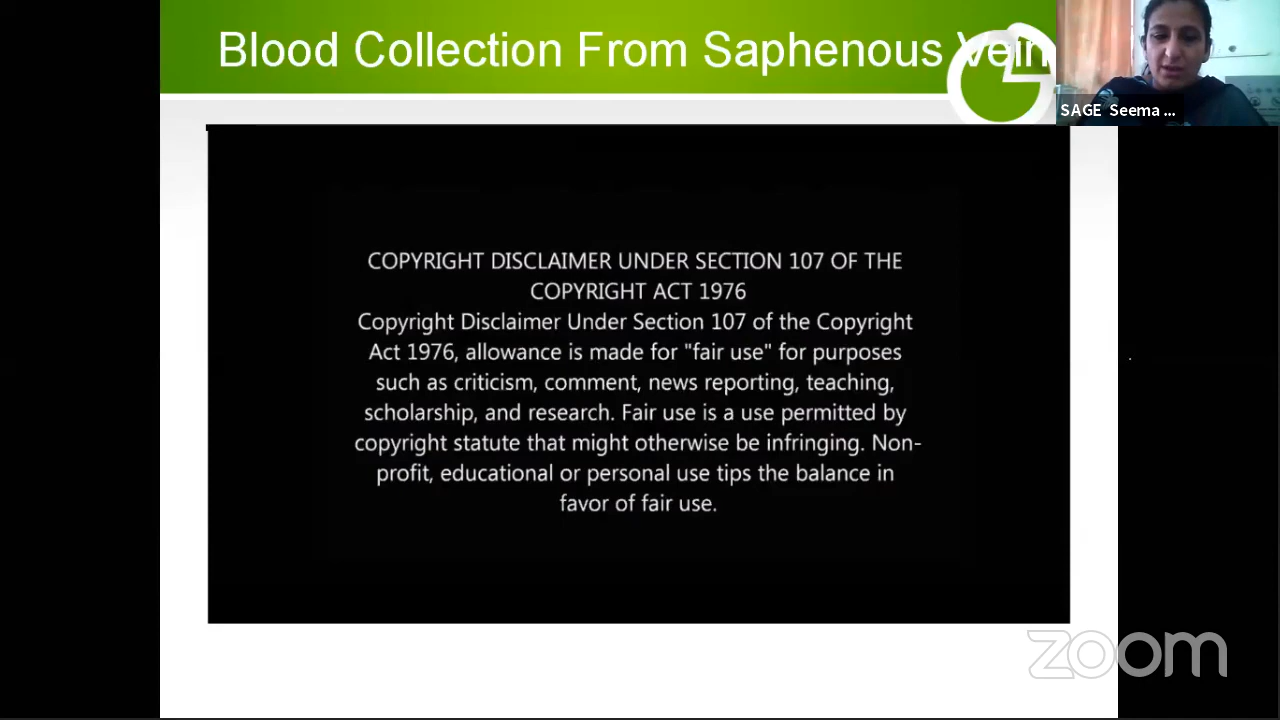 Blood Collection From Saphenous Vein
SAGE Seema ...
COPYRIGHT DISCLAIMER UNDER SECTION 107 OF THE
COPYRIGHT ACT 1976
Copyright Disclaimer Under Section 107 of the Copyright
Act 1976, allowance is made for "fair use" for purposes
such as criticism, comment, news reporting, teaching,
scholarship, and research. Fair use is a use permitted by
copyright statute that might otherwise be infringing. Non-
profit, educational or personal use tips the balance in
favor of fair use.
zoom